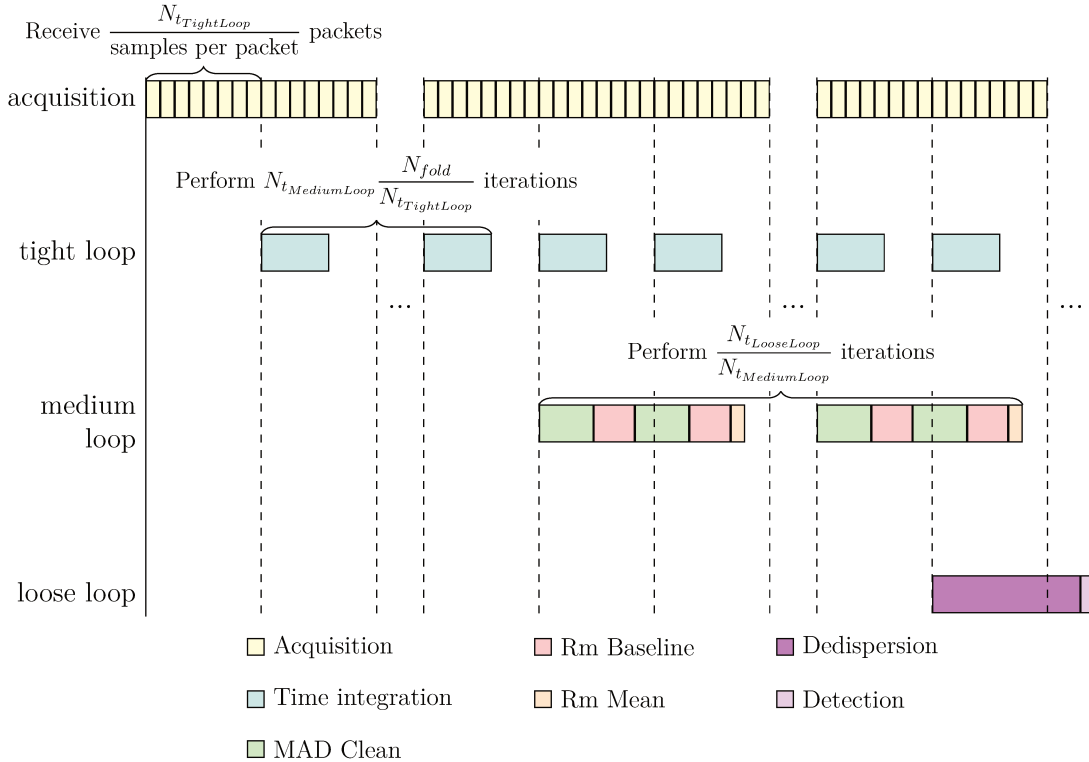 Receive N_{t_{TightLoop}} / samples per packet packets
acquisition
Perform N_{t_{MediumLoop}} N_{fold} / N_{t_{TightLoop}} iterations
tight loop
... ... ...
Perform N_{t_{LooseLoop}} / N_{t_{MediumLoop}} iterations
medium
loop
loose loop
Acquisition Rm Baseline Dedispersion
Time integration Rm Mean Detection
MAD Clean